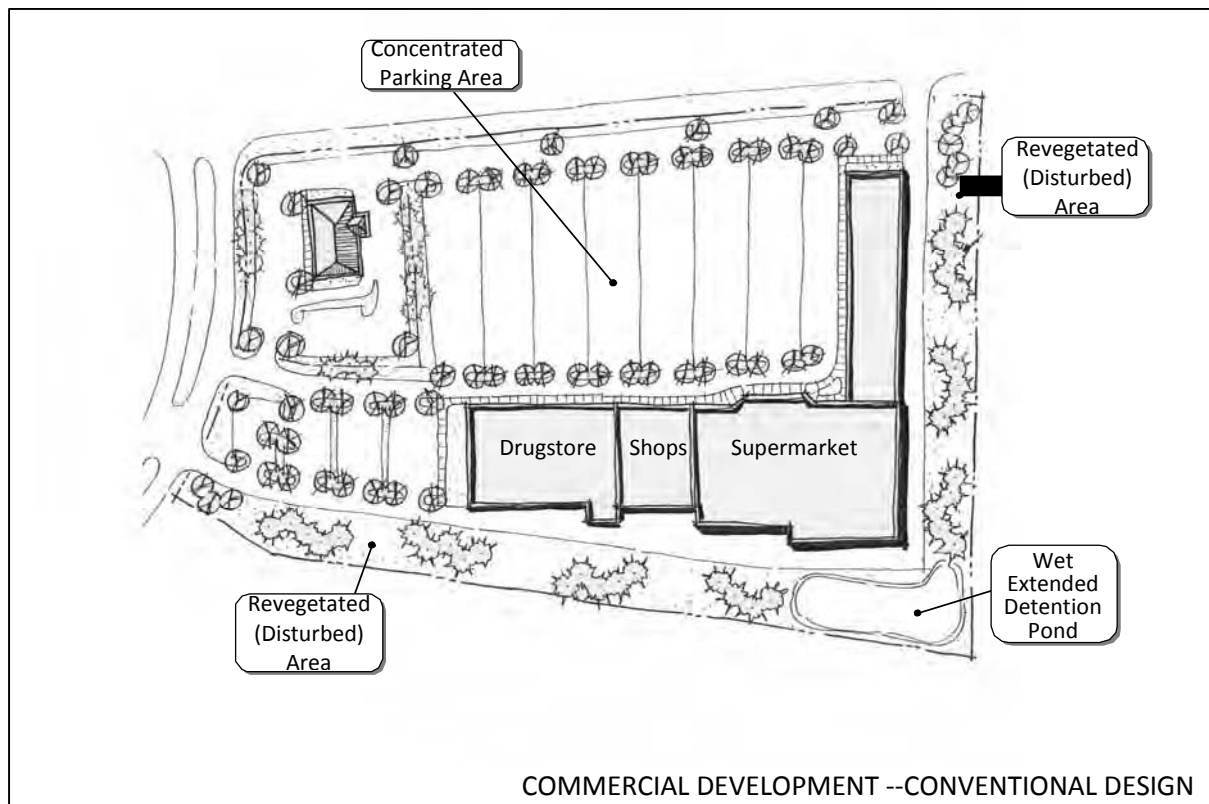 Concentrated
Parking Area
Revegetated
(Disturbed)
Area
Drugstore
Shops
Supermarket
Wet
Extended
Detention
Pond
Revegetated
(Disturbed)
Area
COMMERCIAL DEVELOPMENT --CONVENTIONAL DESIGN